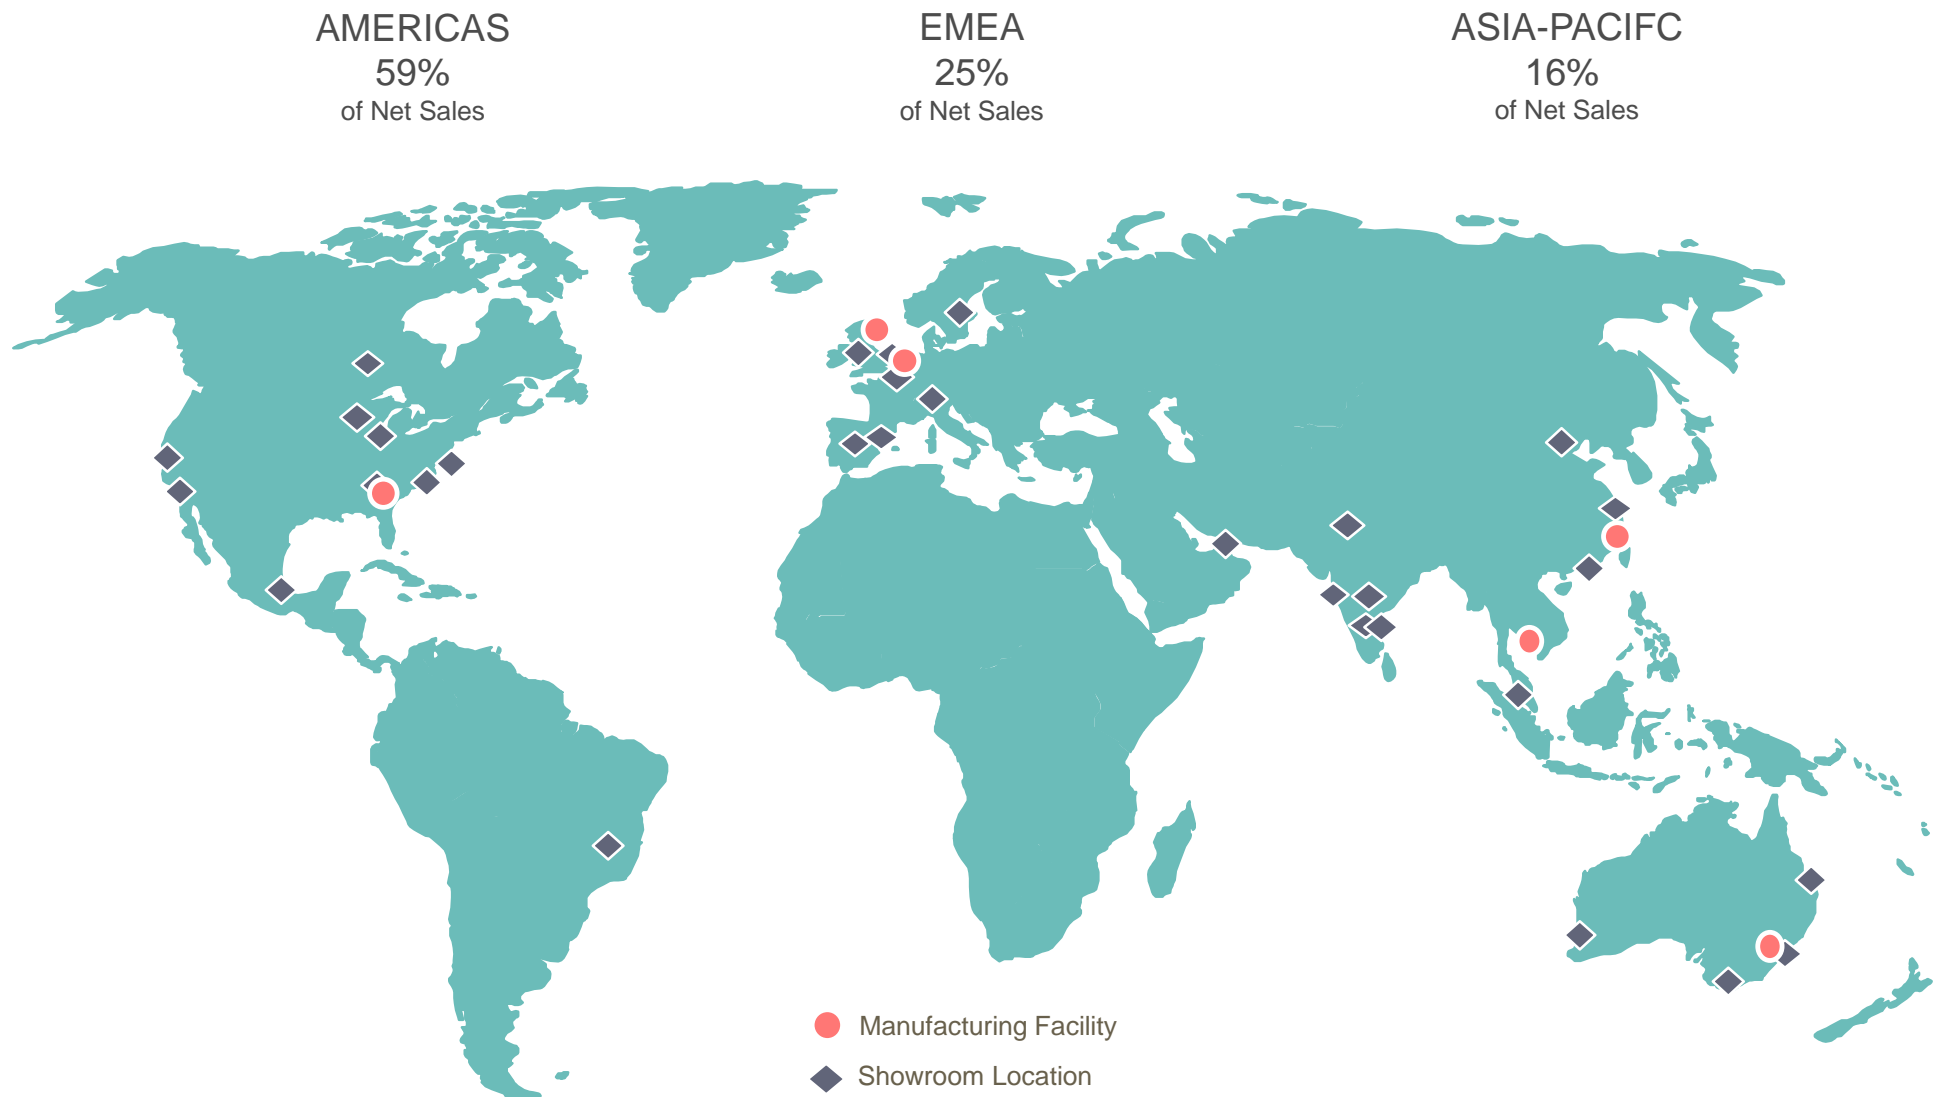 AMERICAS
59%
of Net Sales
EMEA
25%
of Net Sales
ASIA-PACIFC
16%
of Net Sales
Manufacturing Facility
Showroom Location